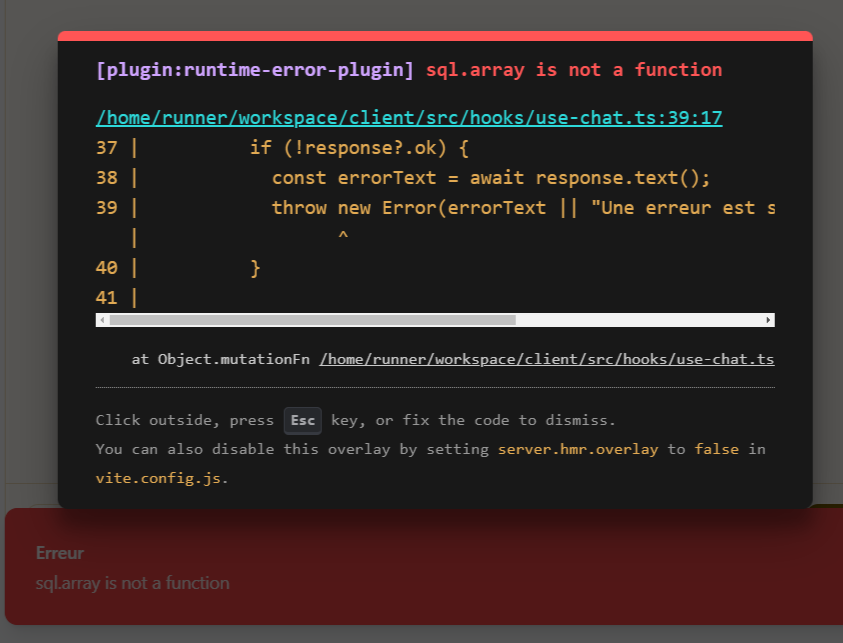 [plugin:runtime-error-plugin] sql.array is not a function
/home/runner/workspace/client/src/hooks/use-chat.ts:39:17
37 |          if (!response?.ok) {
38 |            const errorText = await response.text();
39 |            throw new Error(errorText || "Une erreur est s
   |                  ^
40 |          }
41 |
at Object.mutationFn /home/runner/workspace/client/src/hooks/use-chat.ts
Click outside, press Esc key, or fix the code to dismiss.
You can also disable this overlay by setting server.hmr.overlay to false in
vite.config.js.
Erreur
sql.array is not a function